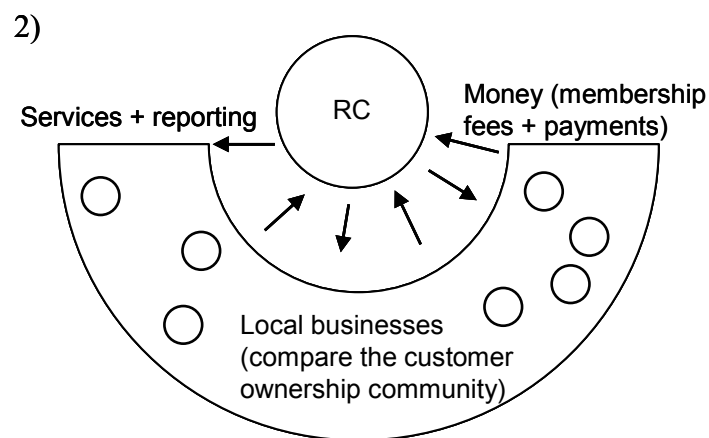 2)
RC
Services + reporting
Money (membership
fees + payments)
Local businesses
(compare the customer
ownership community)